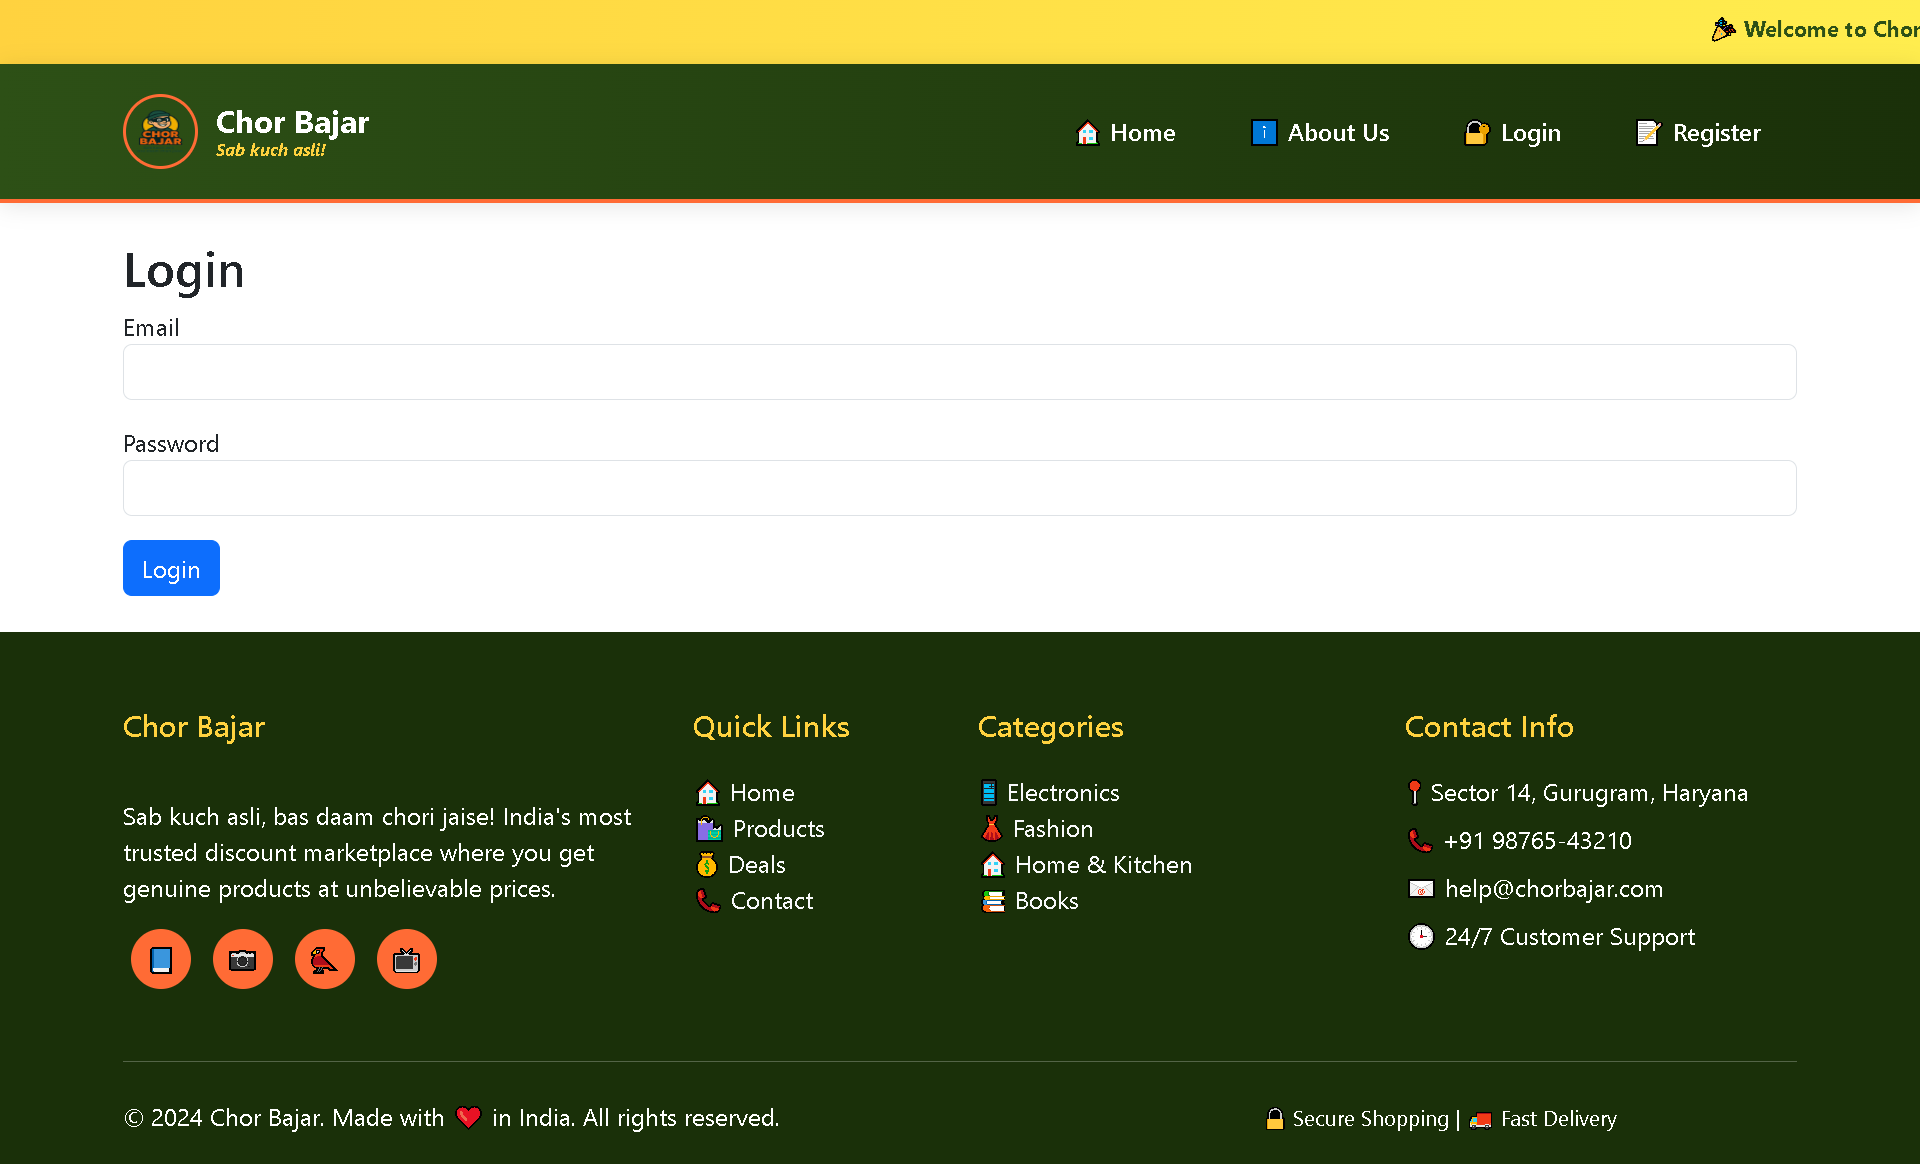 Welcome to Chor
CHOR
BAJAR
Chor Bajar
Sab kuch asli!
Home
About Us
Login
Register
Login
Email
Password
Login
Chor Bajar
Sab kuch asli, bas daam chori jaise! India's most
trusted discount marketplace where you get
genuine products at unbelievable prices.
Quick Links
Home
Products
Deals
Contact
Categories
Electronics
Fashion
Home & Kitchen
Books
Contact Info
Sector 14, Gurugram, Haryana
+91 98765-43210
help@chorbajar.com
24/7 Customer Support
© 2024 Chor Bajar. Made with ❤️ in India. All rights reserved.
Secure Shopping | 🚚 Fast Delivery